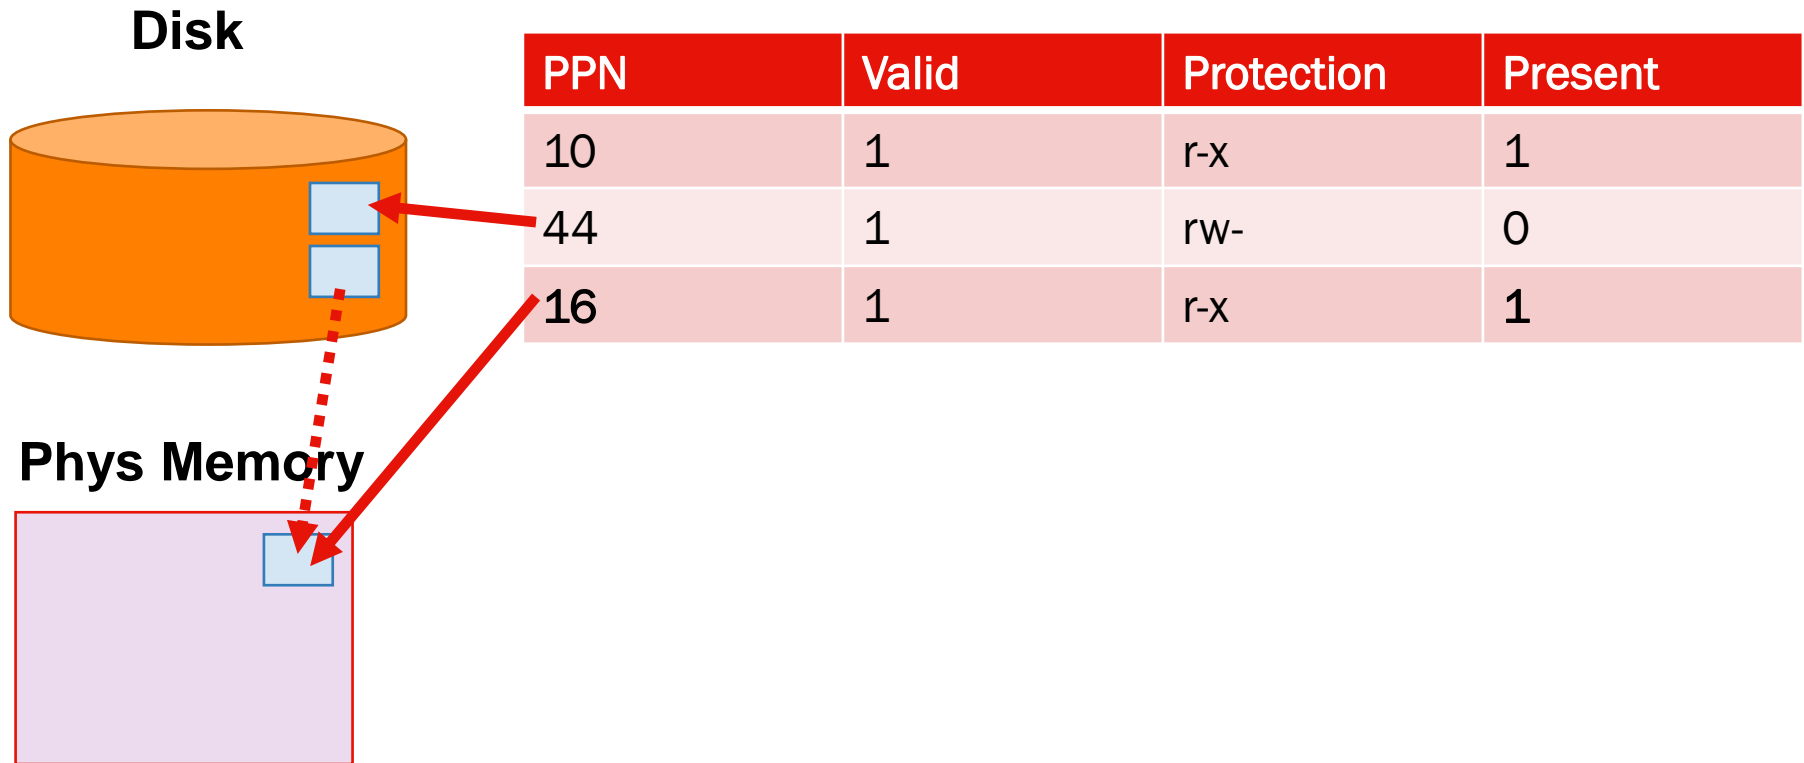 Disk
PPN Valid Protection Present
10 1 r-x 1
44 1 rw- 0
16 1 r-x 1
Phys Memory